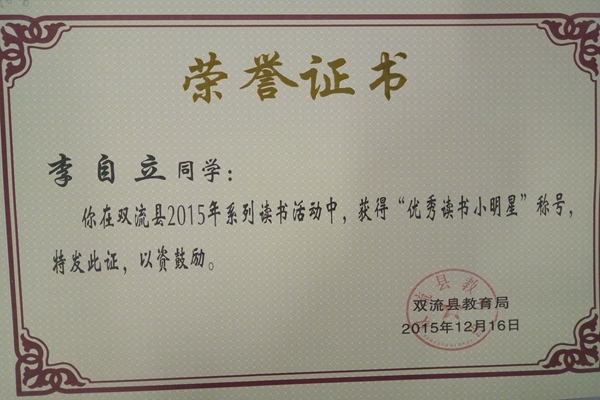 荣誉证书
李自立同学：
你在双流县2015年系列读书活动中，获得“优秀读书小明星”称号，
特发此证，以资鼓励。
双流县教育局
2015年12月16日